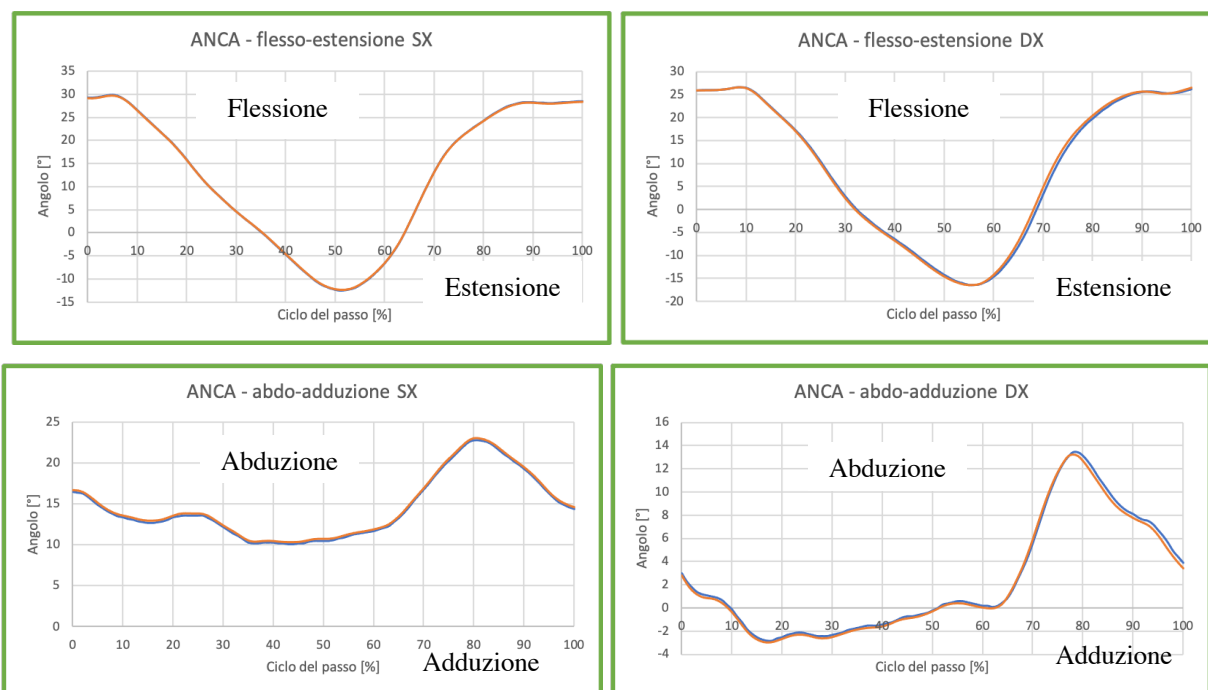 ANCA - flesso-estensione SX
35
30
25
20
15
10
5
0
-5
-10
-15
Angolo [°]
Flessione
Estensione
0 10 20 30 40 50 60 70 80 90 100
Ciclo del passo [%]
ANCA - flesso-estensione DX
30
25
20
15
10
5
0
-5
-10
-15
-20
Angolo [°]
Flessione
Estensione
0 10 20 30 40 50 60 70 80 90 100
Ciclo del passo [%]
ANCA - abdo-adduzione SX
25
20
15
10
5
0
Angolo [°]
Abduzione
0 10 20 30 40 50 60 70 80 90 100
Adduzione
Ciclo del passo [%]
ANCA - abdo-adduzione DX
16
14
12
10
8
6
4
2
0
-2
-4
Angolo [°]
Abduzione
0 10 20 30 40 50 60 70 80 90 100
Adduzione
Ciclo del passo [%]